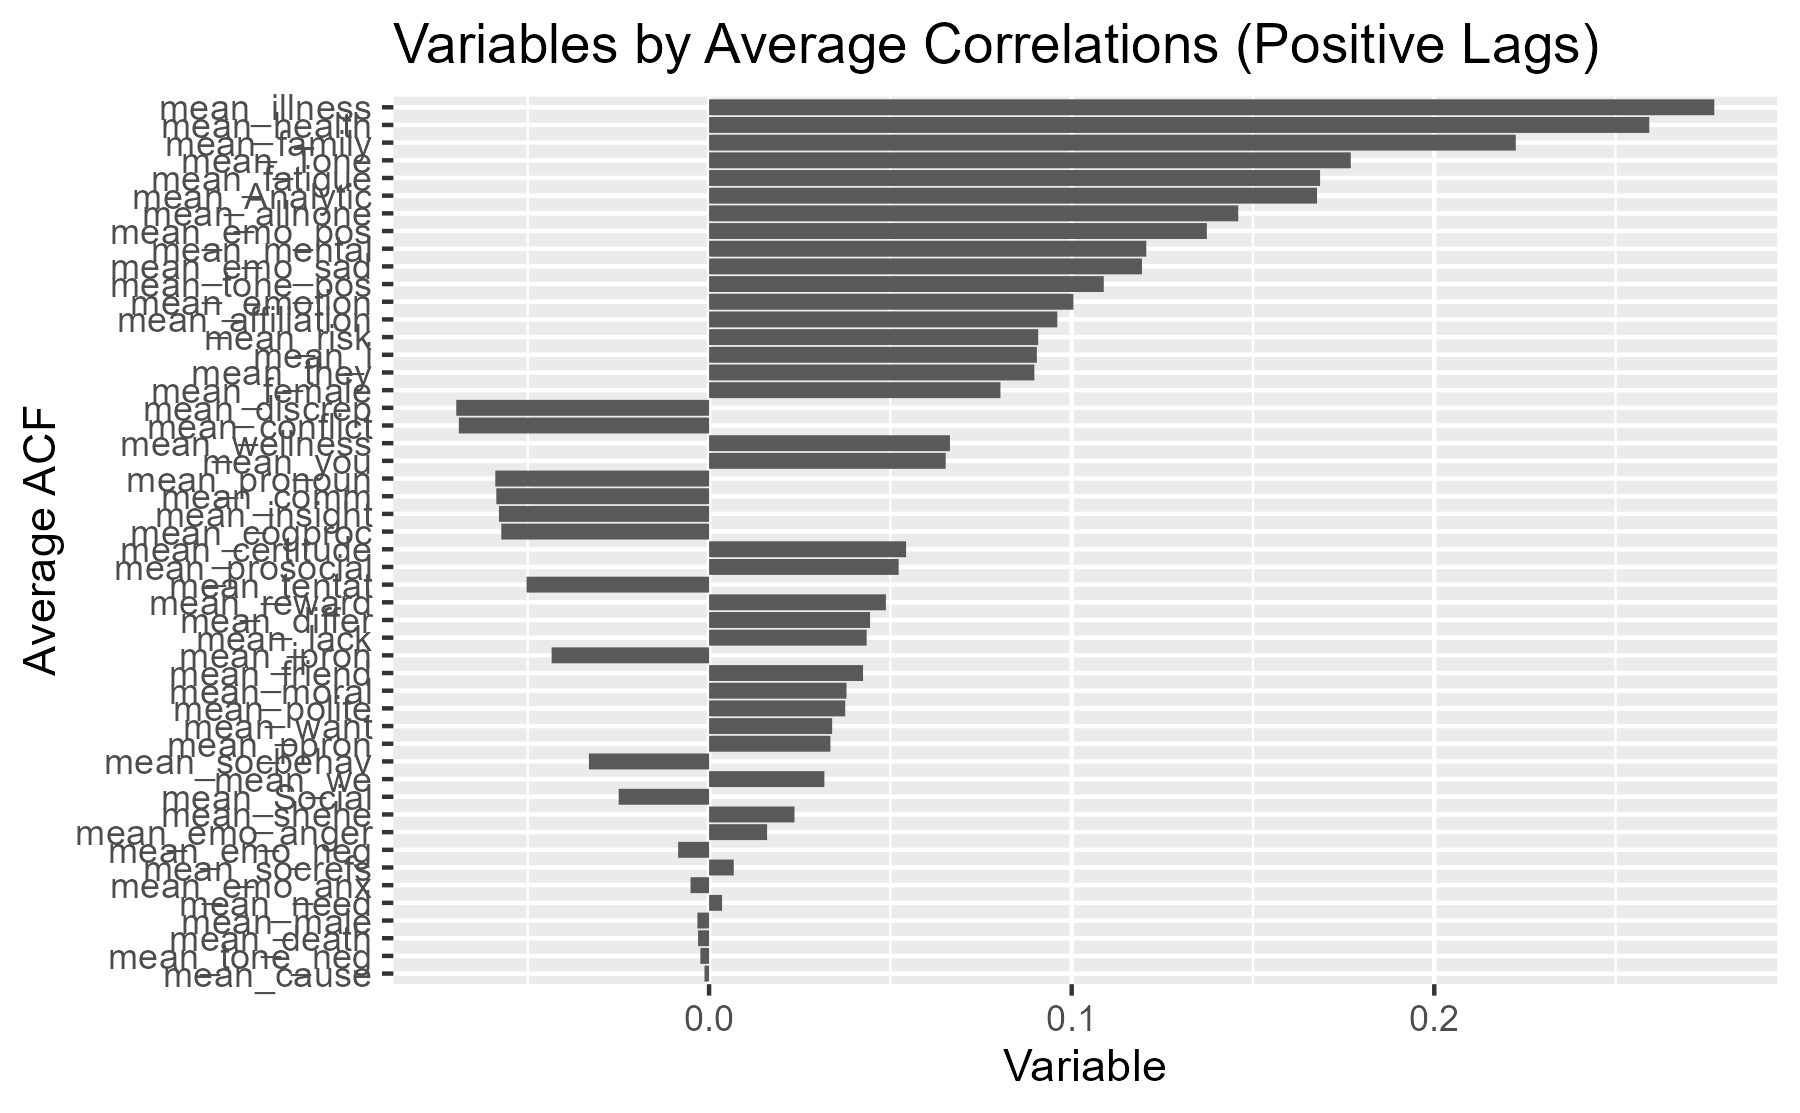 Variables by Average Correlations (Positive Lags)
mean_illness
mean_health
mean_family
mean_Tone
mean_fatigue
mean_Analytic
mean_allnone
mean_emo_pos
mean_mental
mean_emo_sad
mean_tone_pos
mean_emotion
mean_affiliation
mean_risk
mean_i
mean_they
mean_female
mean_discrep
mean_conflict
mean_wellness
mean_you
mean_pronoun
mean_comm
mean_insight
mean_cogproc
mean_certitude
mean_prosocial
mean_tentat
mean_reward
mean_differ
mean_lack
mean_ipron
mean_friend
mean_moral
mean_polite
mean_want
mean_ppron
mean_socbehav
mean_we
mean_Social
mean_shehe
mean_emo_anger
mean_emo_neg
mean_socrefs
mean_emo_anx
mean_need
mean_male
mean_death
mean_tone_neg
mean_cause
Average ACF
0.0 0.1 0.2
Variable